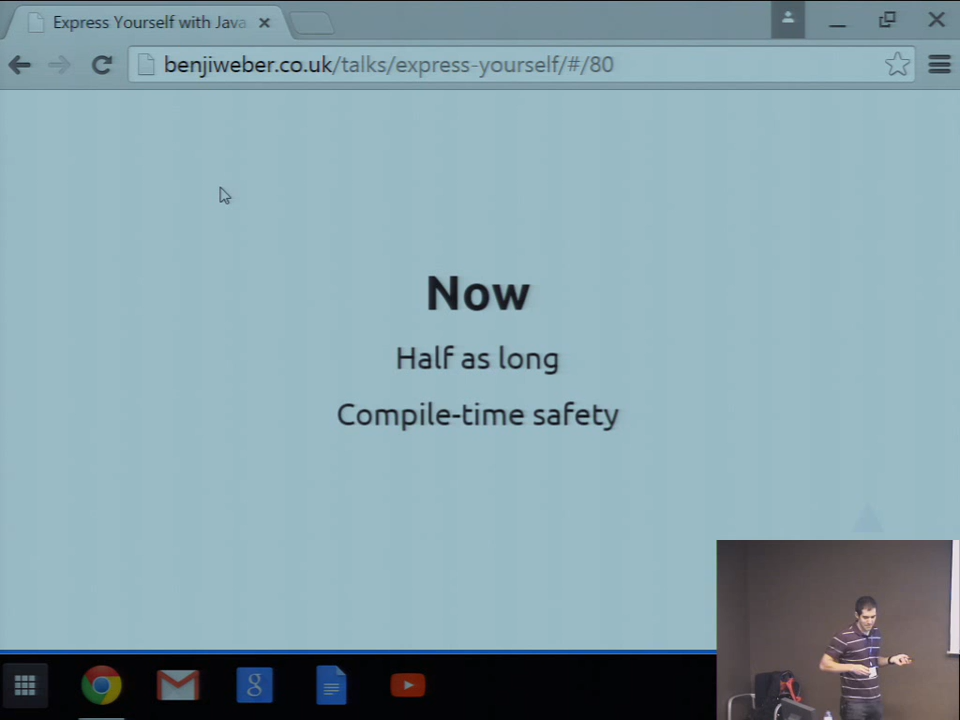 Express Yourself with Java
benjiweber.co.uk/talks/express-yourself/#/80
Now
Half as long
Compile-time safety
g